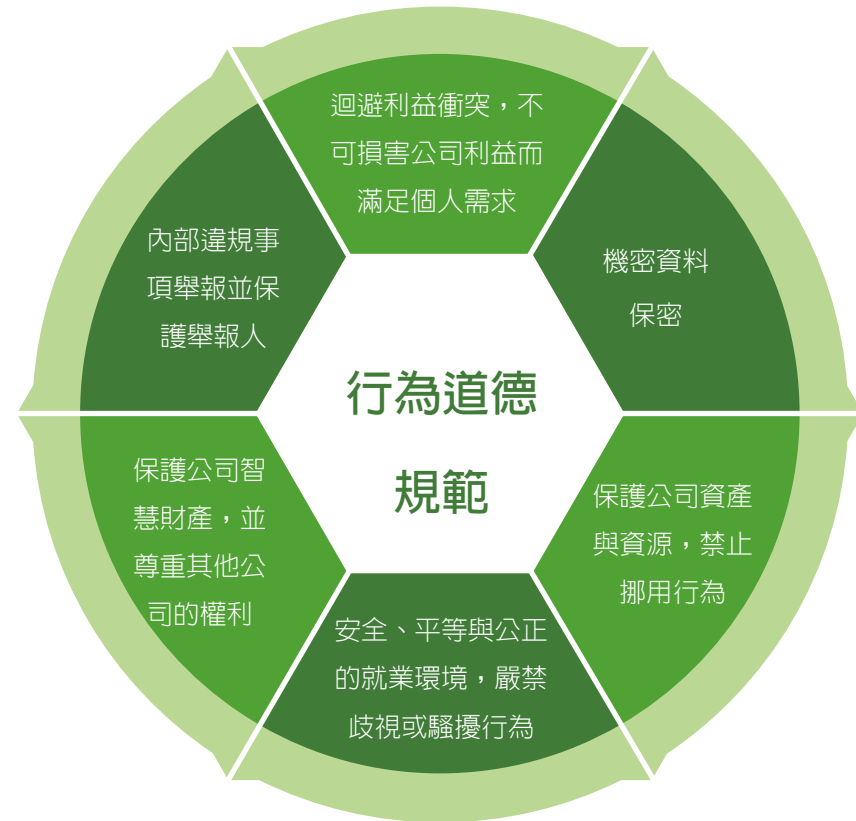 迴避利益衝突，不
可損害公司利益而
滿足個人需求
機密資料
保密
保護公司資產
與資源，禁止
挪用行為
安全、平等與公正
的就業環境，嚴禁
歧視或騷擾行為
保護公司智
慧財產，並
尊重其他公
司的權利
內部違規事
項舉報並保
護舉報人
行為道德
規範